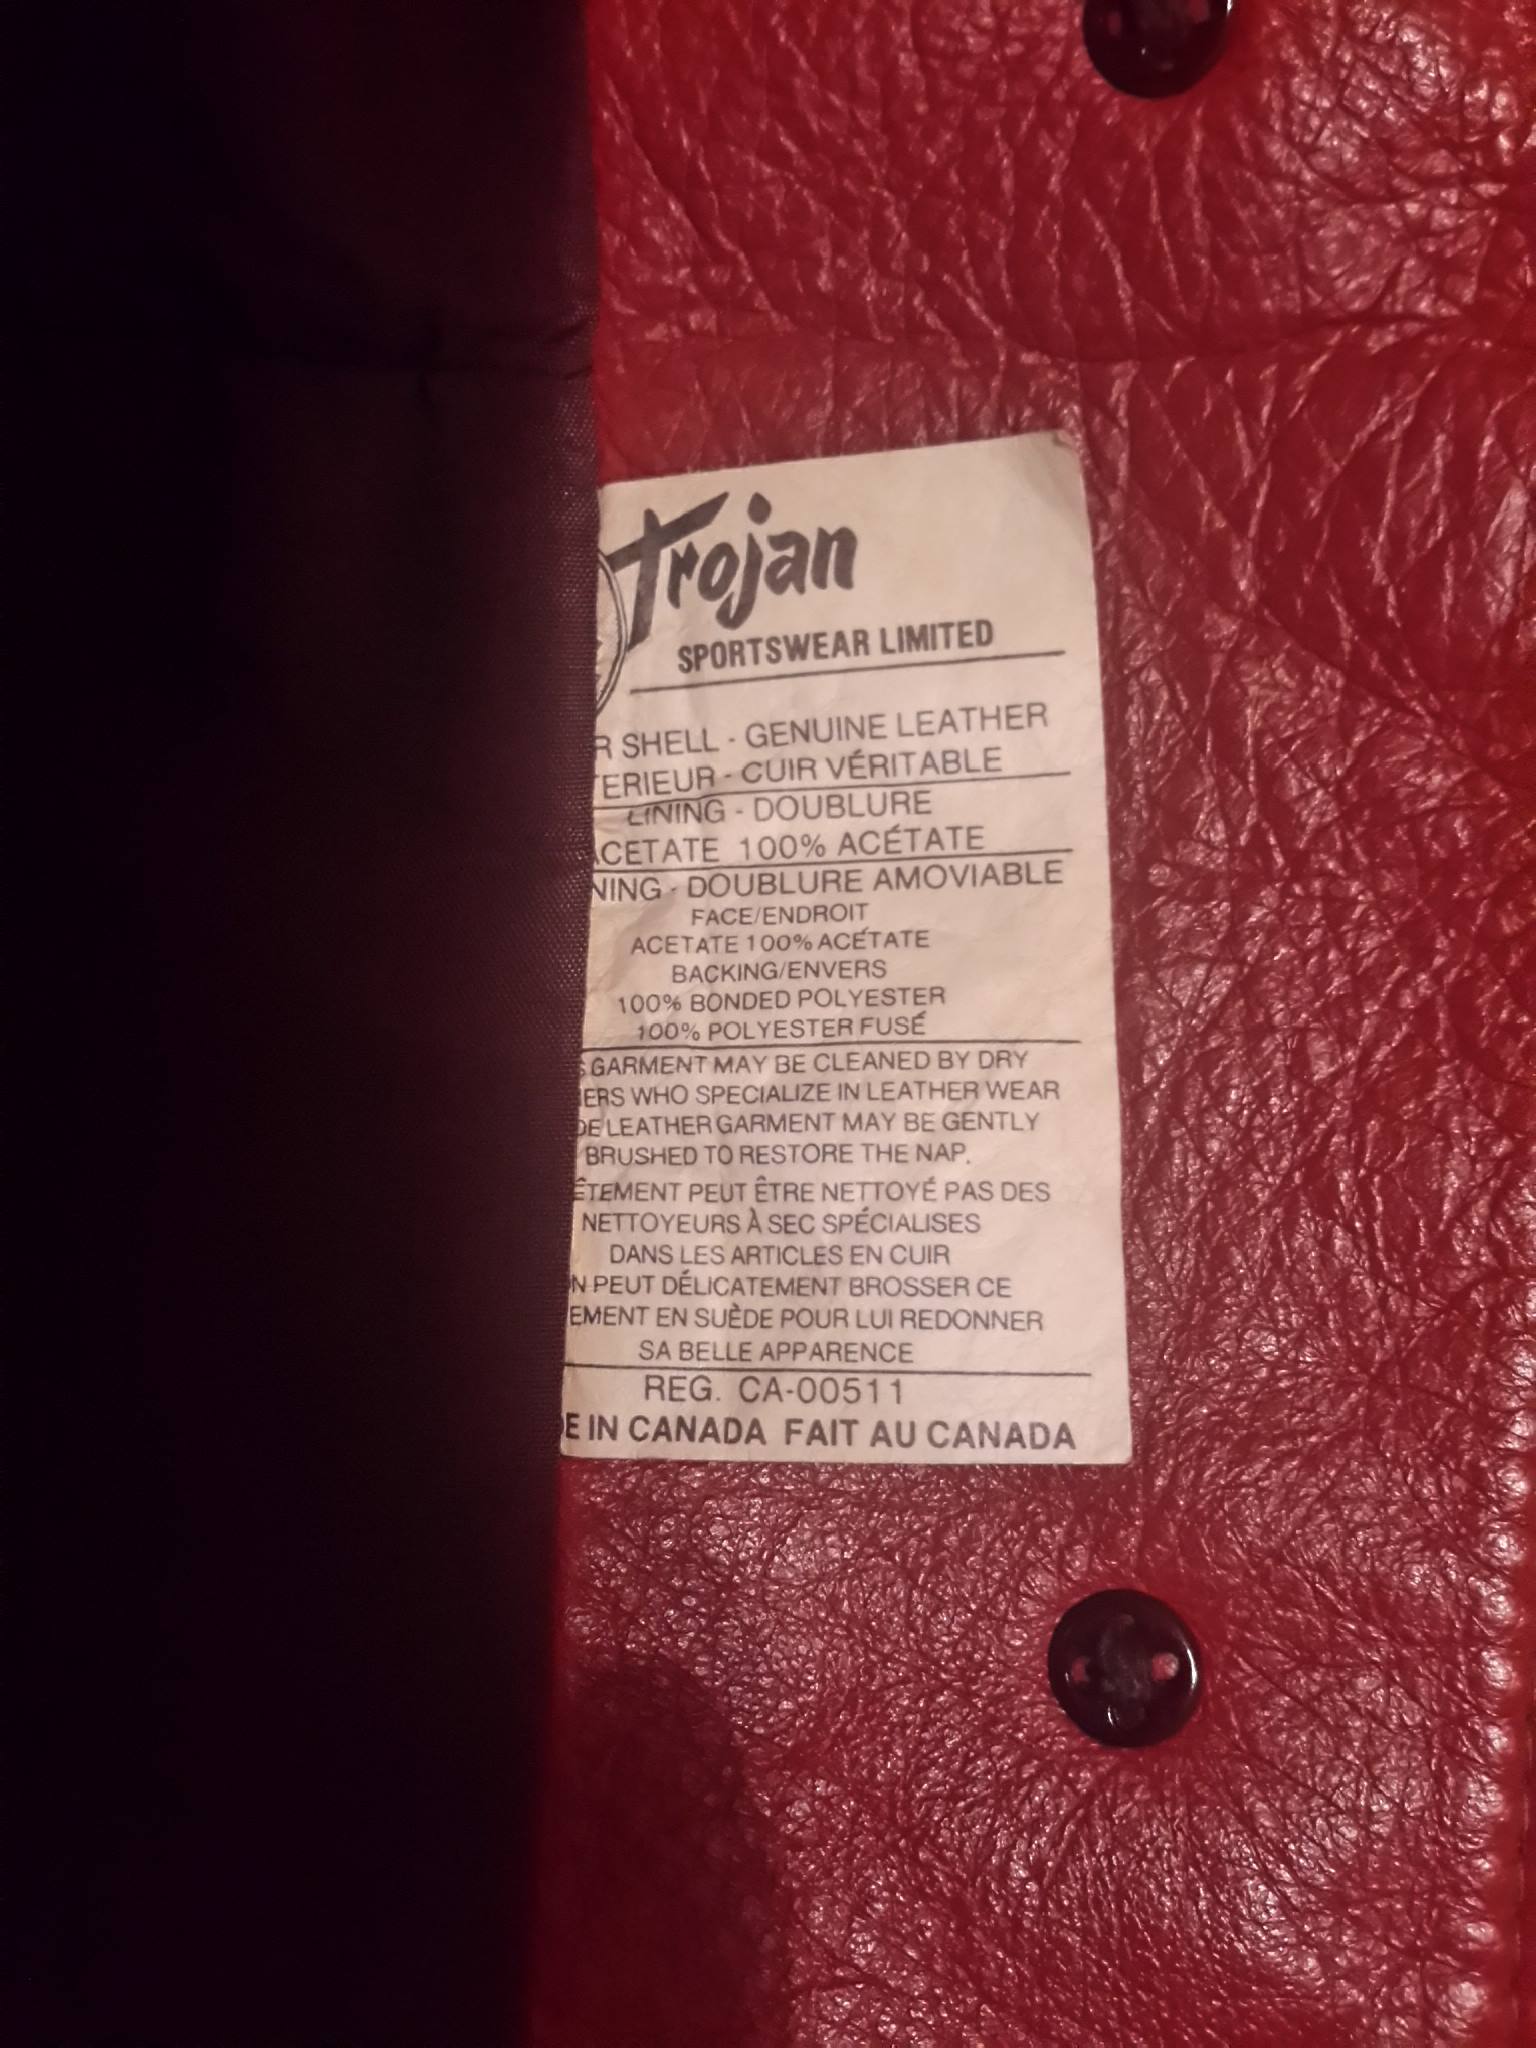 Trojan
SPORTSWEAR LIMITED
R SHELL - GENUINE LEATHER
TERIEUR - CUIR VÉRITABLE
LINING - DOUBLURE
ACETATE 100% ACÉTATE
NING - DOUBLURE AMOVIABLE
FACE/ENDROIT
ACETATE 100% ACÉTATE
BACKING/ENVERS
100% BONDED POLYESTER
100% POLYESTER FUSÉ
S GARMENT MAY BE CLEANED BY DRY
ERS WHO SPECIALIZE IN LEATHER WEAR
DE LEATHER GARMENT MAY BE GENTLY
BRUSHED TO RESTORE THE NAP.
ÊTEMENT PEUT ÊTRE NETTOYÉ PAS DES
NETTOYEURS À SEC SPÉCIALISES
DANS LES ARTICLES EN CUIR
N PEUT DÉLICATEMENT BROSSER CE
EMENT EN SUÈDE POUR LUI REDONNER
SA BELLE APPARENCE
REG. CA-00511
E IN CANADA FAIT AU CANADA